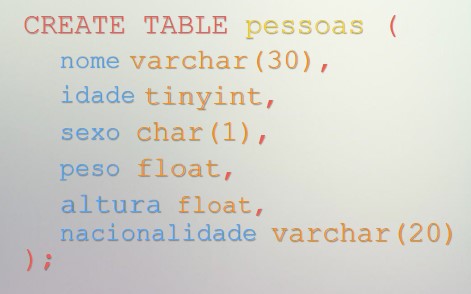 CREATE TABLE pessoas (
nome varchar(30),
idade tinyint,
sexo char(1),
peso float,
altura float,
nacionalidade varchar(20)
);